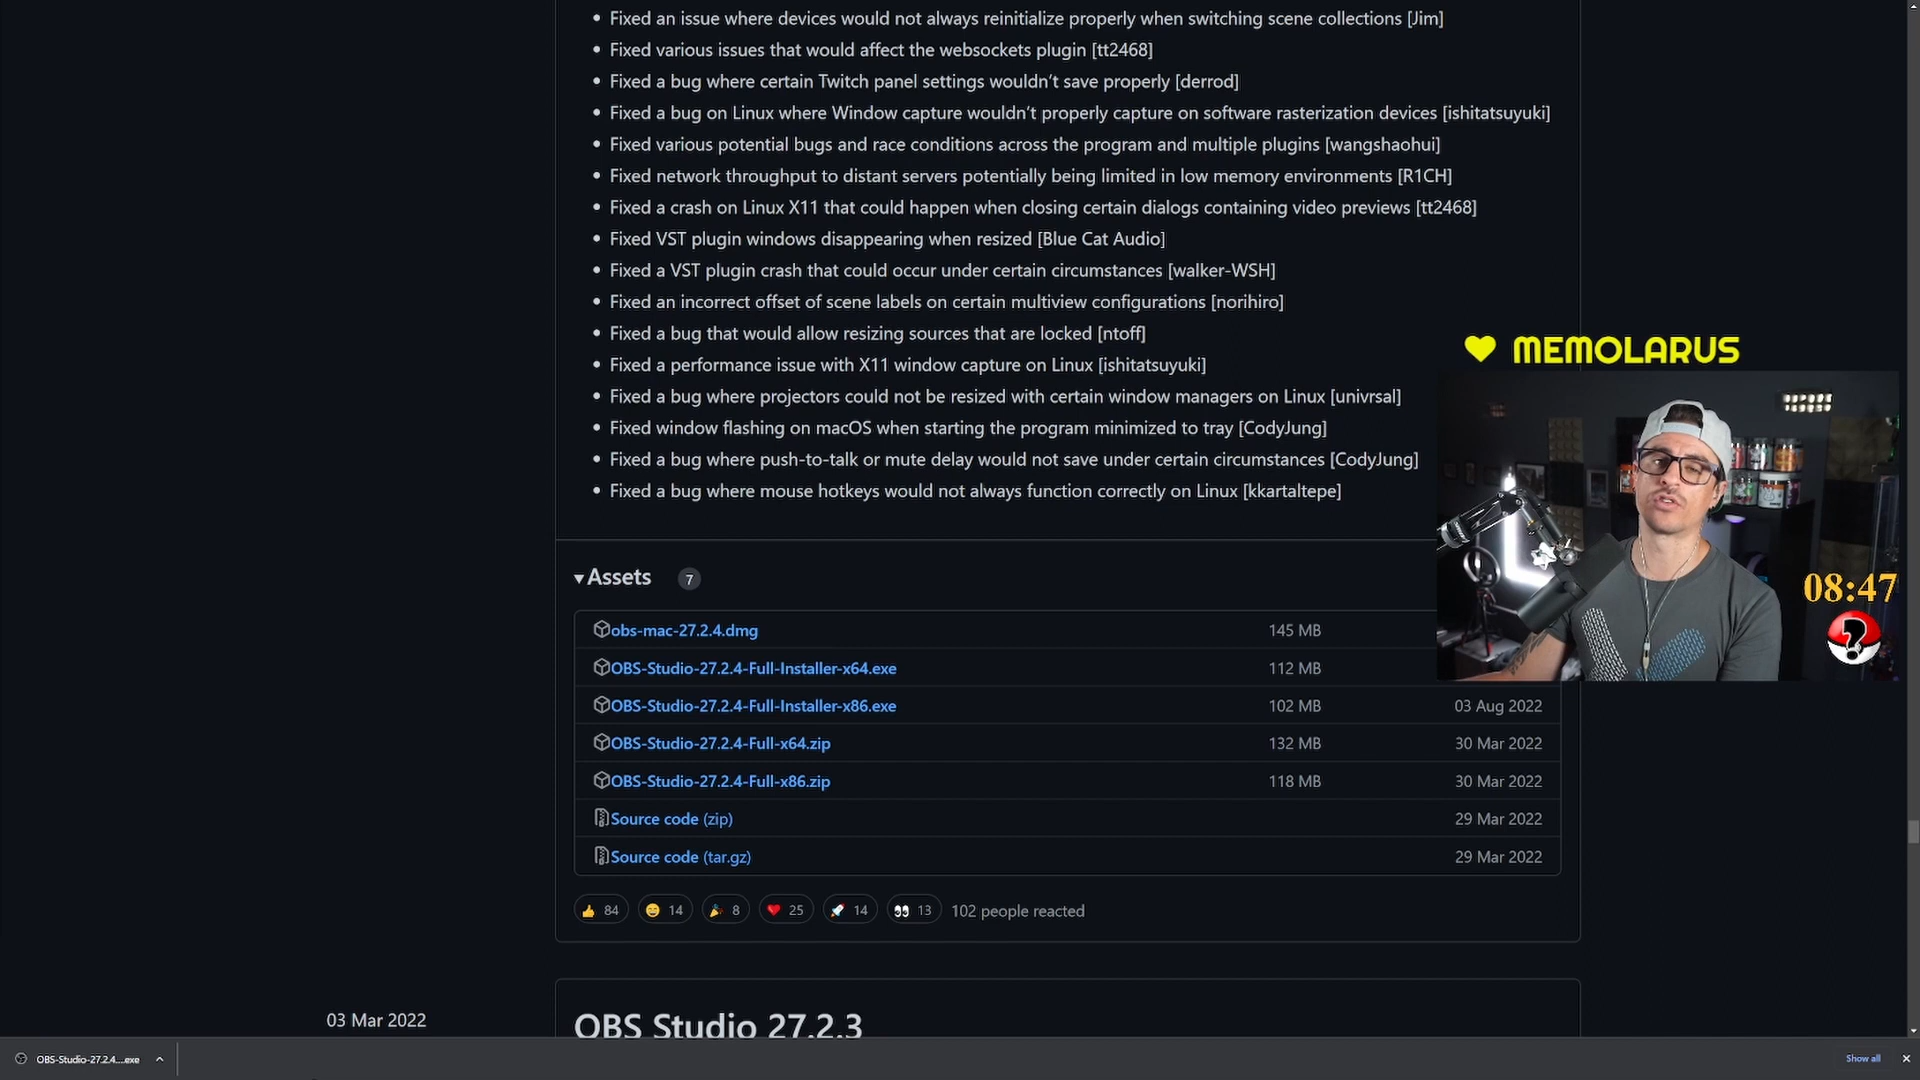 Fixed an issue where devices would not always reinitialize properly when switching scene collections [Jim]
Fixed various issues that would affect the websockets plugin [tt2468]
Fixed a bug where certain Twitch panel settings wouldn't save properly [derrod]
Fixed a bug on Linux where Window capture wouldn't properly capture on software rasterization devices [ishitatsuyuki]
Fixed various potential bugs and race conditions across the program and multiple plugins [wangshaohui]
Fixed network throughput to distant servers potentially being limited in low memory environments [R1CH]
Fixed a crash on Linux X11 that could happen when closing certain dialogs containing video previews [tt2468]
Fixed VST plugin windows disappearing when resized [Blue Cat Audio]
Fixed a VST plugin crash that could occur under certain circumstances [walker-WSH]
Fixed an incorrect offset of scene labels on certain multiview configurations [norihiro]
Fixed a bug that would allow resizing sources that are locked [ntoff]
Fixed a performance issue with X11 window capture on Linux [ishitatsuyuki]
Fixed a bug where projectors could not be resized with certain window managers on Linux [univrsal]
Fixed window flashing on macOS when starting the program minimized to tray [CodyJung]
Fixed a bug where push-to-talk or mute delay would not save under certain circumstances [CodyJung]
Fixed a bug where mouse hotkeys would not always function correctly on Linux [kkartaltepe]
MEMOLARUS
08:47
Assets 7
obs-mac-27.2.4.dmg 145 MB
OBS-Studio-27.2.4-Full-Installer-x64.exe 112 MB
OBS-Studio-27.2.4-Full-Installer-x86.exe 102 MB 03 Aug 2022
OBS-Studio-27.2.4-Full-x64.zip 132 MB 30 Mar 2022
OBS-Studio-27.2.4-Full-x86.zip 118 MB 30 Mar 2022
Source code (zip) 29 Mar 2022
Source code (tar.gz) 29 Mar 2022
84 14 8 25 14 13 102 people reacted
03 Mar 2022
OBS Studio 27.2.3
OBS-Studio-27.2.4....exe
Show all